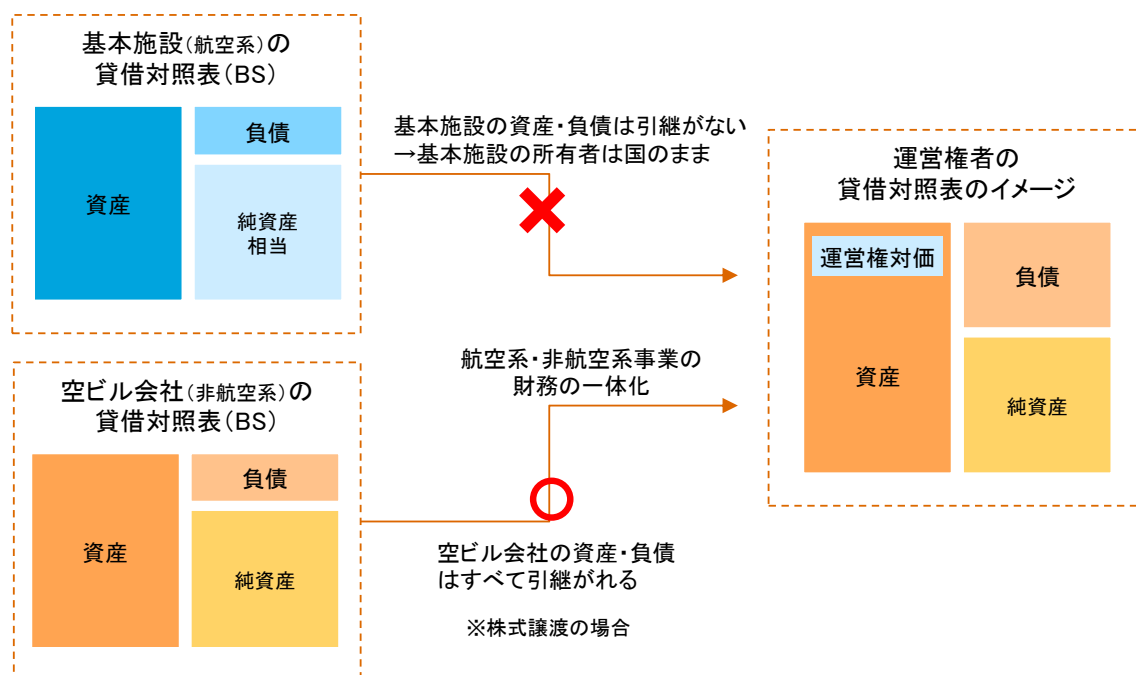 基本施設(航空系)の
貸借対照表(BS)
資産
負債
純資産
相当
基本施設の資産・負債は引継がない
→基本施設の所有者は国のまま
空ビル会社(非航空系)の
貸借対照表(BS)
資産
負債
純資産
航空系・非航空系事業の
財務の一体化
空ビル会社の資産・負債
はすべて引継がれる
※株式譲渡の場合
運営権者の
貸借対照表のイメージ
運営権対価
資産
負債
純資産